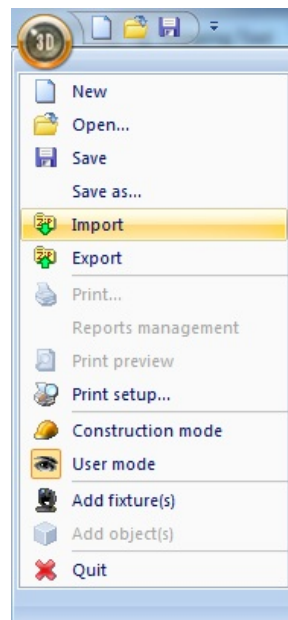 3D
New
Open...
Save
Save as...
Import
Export
Print...
Reports management
Print preview
Print setup...
Construction mode
User mode
Add fixture(s)
Add object(s)
Quit